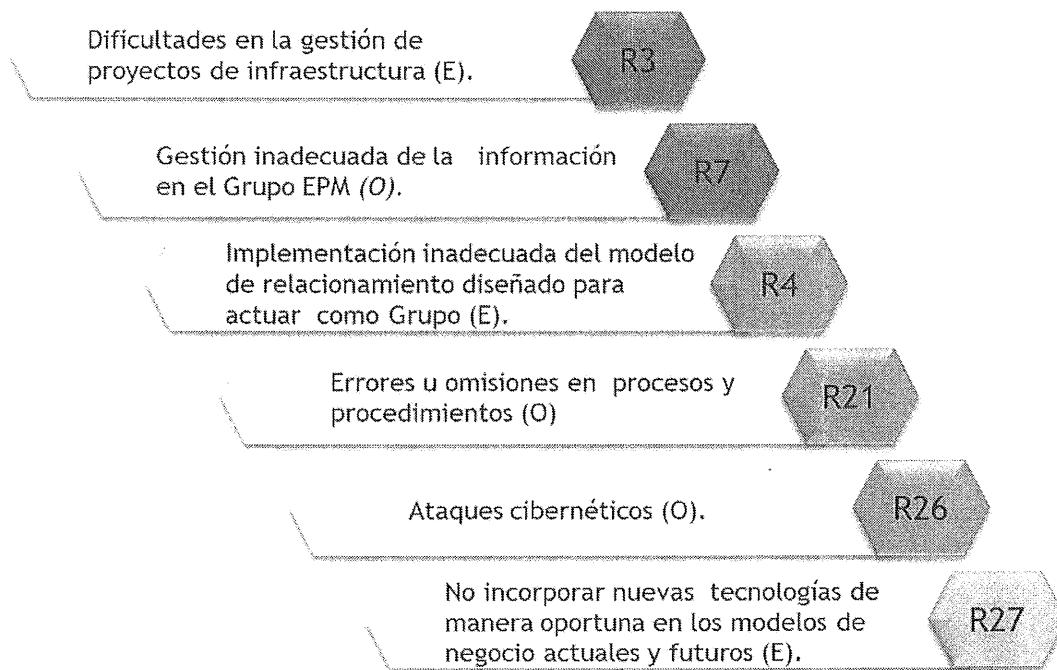 Dificultades en la gestión de
proyectos de infraestructura (E).
R3
Gestión inadecuada de la información
en el Grupo EPM (O).
R7
Implementación inadecuada del modelo
de relacionamiento diseñado para
actuar como Grupo (E).
R4
Errores u omisiones en procesos y
procedimientos (O)
R21
Ataques cibernéticos (O).
R26
No incorporar nuevas tecnologías de
manera oportuna en los modelos de
negocio actuales y futuros (E).
R27